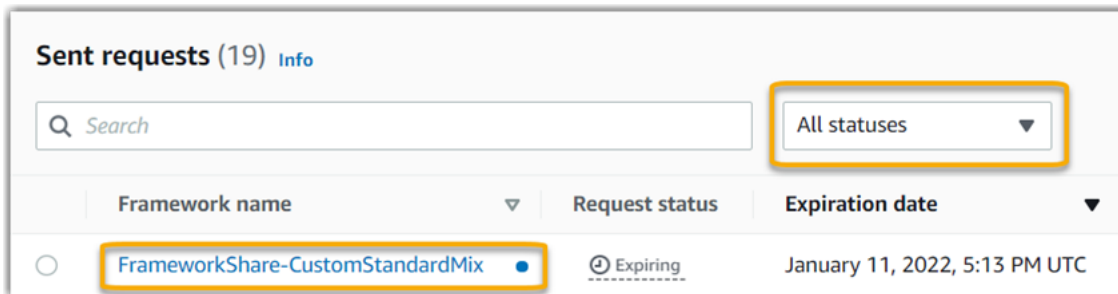 Sent requests (19) Info
Search All statuses
Framework name Request status Expiration date
FrameworkShare-CustomStandardMix Expiring January 11, 2022, 5:13 PM UTC